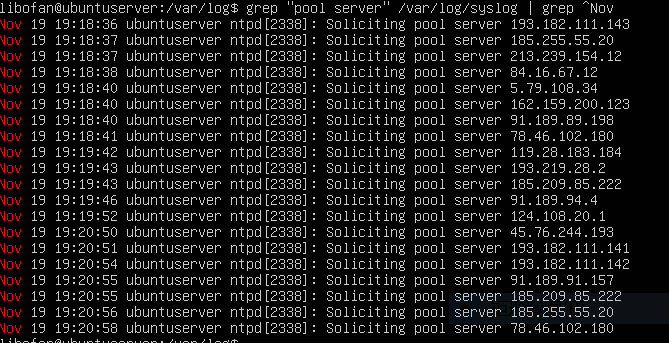 libofan@ubuntuserver:/var/log$ grep "pool server" /var/log/syslog | grep ^Nov
Nov 19 19:18:36 ubuntuserver ntpd[2338]: Soliciting pool server 193.182.111.143
Nov 19 19:18:37 ubuntuserver ntpd[2338]: Soliciting pool server 185.255.55.20
Nov 19 19:18:37 ubuntuserver ntpd[2338]: Soliciting pool server 213.239.154.12
Nov 19 19:18:38 ubuntuserver ntpd[2338]: Soliciting pool server 84.16.67.12
Nov 19 19:18:40 ubuntuserver ntpd[2338]: Soliciting pool server 5.79.108.34
Nov 19 19:18:40 ubuntuserver ntpd[2338]: Soliciting pool server 162.159.200.123
Nov 19 19:18:40 ubuntuserver ntpd[2338]: Soliciting pool server 91.189.89.198
Nov 19 19:18:41 ubuntuserver ntpd[2338]: Soliciting pool server 78.46.102.180
Nov 19 19:19:42 ubuntuserver ntpd[2338]: Soliciting pool server 119.28.183.184
Nov 19 19:19:43 ubuntuserver ntpd[2338]: Soliciting pool server 193.219.28.2
Nov 19 19:19:43 ubuntuserver ntpd[2338]: Soliciting pool server 185.209.85.222
Nov 19 19:19:46 ubuntuserver ntpd[2338]: Soliciting pool server 91.189.94.4
Nov 19 19:19:52 ubuntuserver ntpd[2338]: Soliciting pool server 124.108.20.1
Nov 19 19:20:50 ubuntuserver ntpd[2338]: Soliciting pool server 45.76.244.193
Nov 19 19:20:51 ubuntuserver ntpd[2338]: Soliciting pool server 193.182.111.141
Nov 19 19:20:54 ubuntuserver ntpd[2338]: Soliciting pool server 193.182.111.142
Nov 19 19:20:55 ubuntuserver ntpd[2338]: Soliciting pool server 91.189.91.157
Nov 19 19:20:55 ubuntuserver ntpd[2338]: Soliciting pool server 185.209.85.222
Nov 19 19:20:56 ubuntuserver ntpd[2338]: Soliciting pool server 185.255.55.20
Nov 19 19:20:58 ubuntuserver ntpd[2338]: Soliciting pool server 78.46.102.180
libofan@ubuntuserver:/var/log$